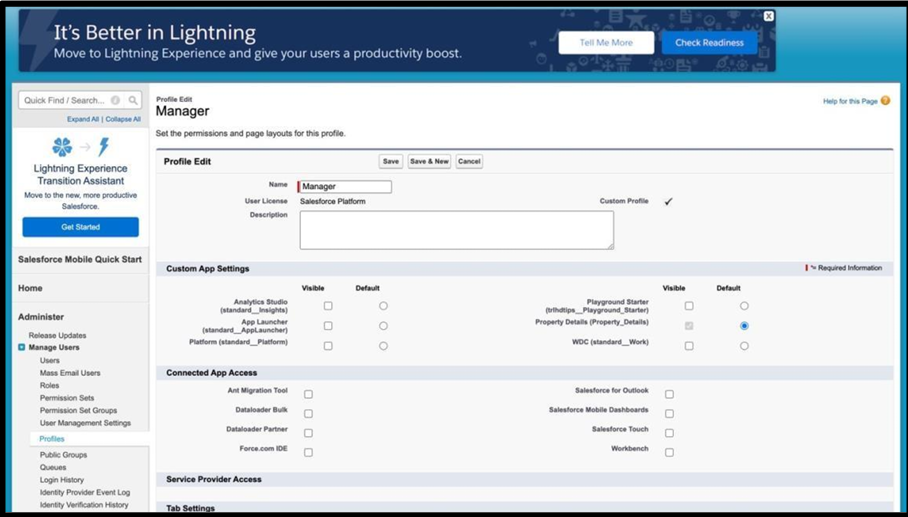 It's Better in Lightning
Move to Lightning Experience and give your users a productivity boost.
Tell Me More
Check Readiness
X
Quick Find / Search...
Expand All | Collapse All
Lightning Experience
Transition Assistant
Move to the new, more productive
Salesforce.
Get Started
Salesforce Mobile Quick Start
Home
Administer
Release Updates
Manage Users
Users
Mass Email Users
Roles
Permission Sets
Permission Set Groups
User Management Settings
Profiles
Public Groups
Queues
Login History
Identity Provider Event Log
Identity Verification History
Profile Edit
Manager
Help for this Page
Set the permissions and page layouts for this profile.
Profile Edit
Save Save & New Cancel
Name Manager
User License Salesforce Platform Custom Profile
Description
Custom App Settings = Required Information
Visible Default Visible Default
Analytics Studio
(standard__Insights)
Playground Starter
(trlhdtips__Playground_Starter)
App Launcher
(standard__AppLauncher)
Property Details (Property_Details)
Platform (standard__Platform) WDC (standard__Work)
Connected App Access
Ant Migration Tool Salesforce for Outlook
Dataloader Bulk Salesforce Mobile Dashboards
Dataloader Partner Salesforce Touch
Force.com IDE Workbench
Service Provider Access
Tab Settings